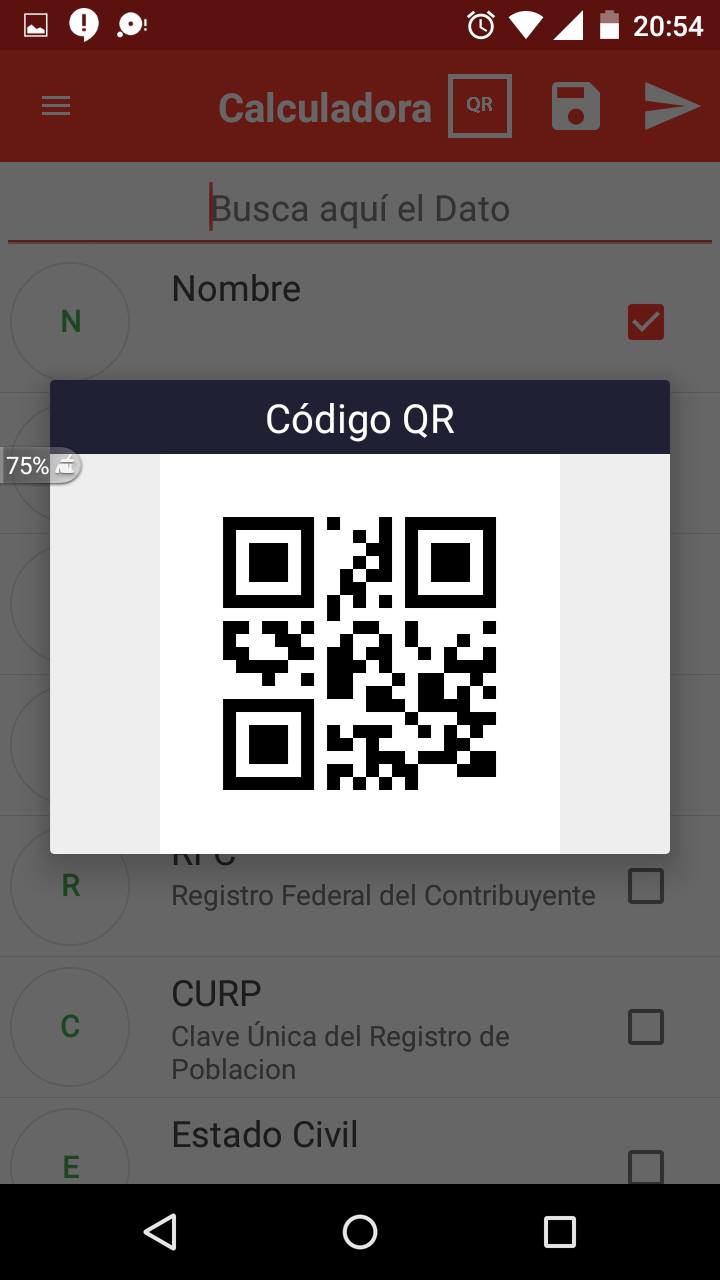 20:54
Calculadora QR
Busca aquí el Dato
N
Nombre
Código QR
75%
RFC
R
Registro Federal del Contribuyente
CURP
C
Clave Única del Registro de
Poblacion
Estado Civil
E